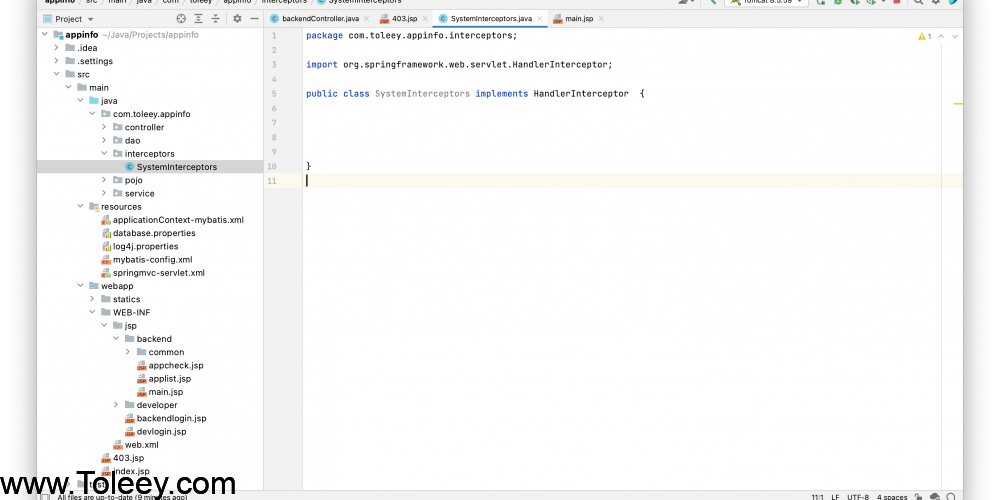 appinfo src main java com toleey appinfo interceptors SystemInterceptors
Tomcat 8.5.59
Project
backendController.java
403.jsp
SystemInterceptors.java
main.jsp
appinfo ~/Java/Projects/appinfo
.idea
.settings
src
main
java
com.toleey.appinfo
controller
dao
interceptors
SystemInterceptors
pojo
service
resources
applicationContext-mybatis.xml
database.properties
log4j.properties
mybatis-config.xml
springmvc-servlet.xml
webapp
statics
WEB-INF
jsp
backend
common
appcheck.jsp
applist.jsp
main.jsp
developer
backendlogin.jsp
devlogin.jsp
web.xml
403.jsp
index.jsp
1 package com.toleey.appinfo.interceptors;
2
3 import org.springframework.web.servlet.HandlerInterceptor;
4
5 public class SystemInterceptors implements HandlerInterceptor {
6
7
8
9
10 }
11
1
www.Toleey.com
All files are up-to-date (9 minutes ago)
11:1 LF UTF-8 4 spaces